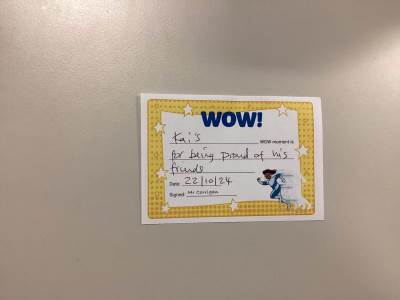 WOW!
Kai's WOW moment is
for being proud of his
friends
Date: 22/10/24
Signed: Mr Corrigan